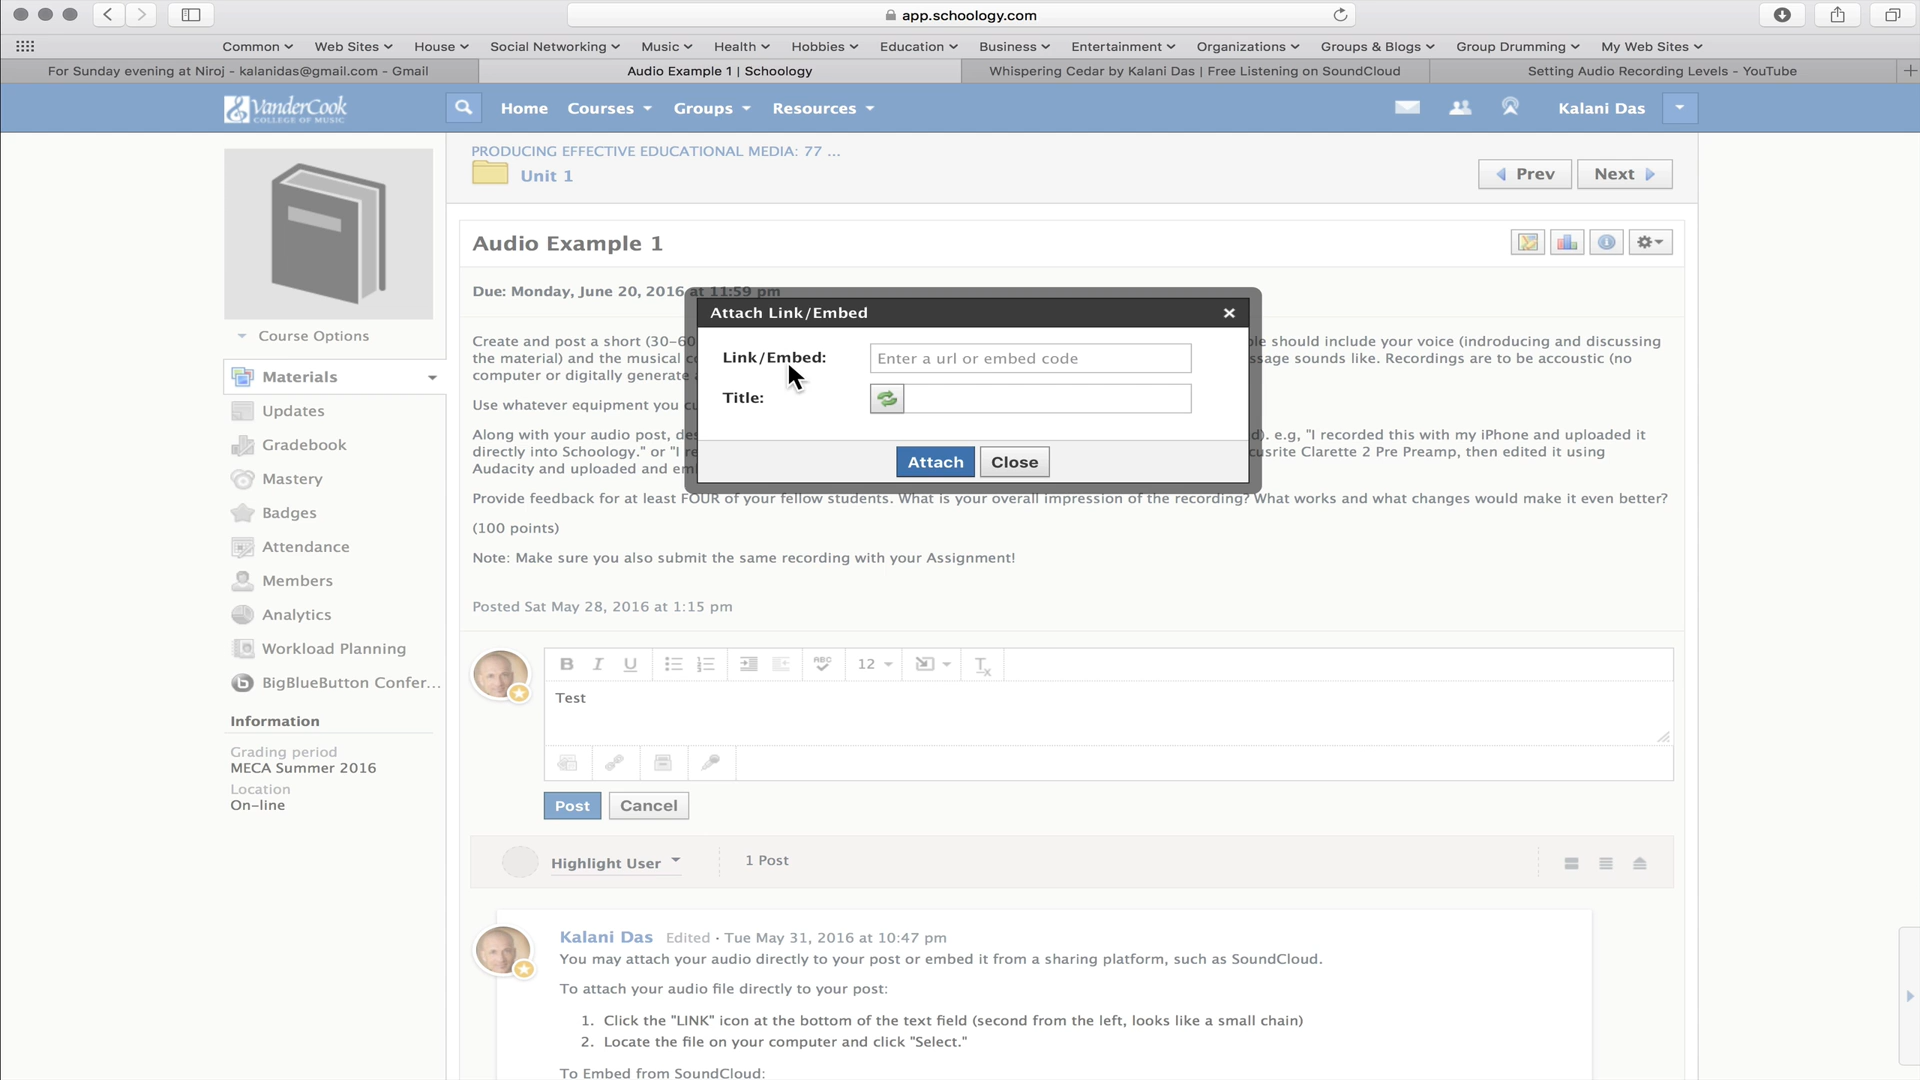 app.schoology.com
Common Web Sites House Social Networking Music Health Hobbies Education Business Entertainment Organizations Groups & Blogs Group Drumming My Web Sites
For Sunday evening at Niroj - kalanidas@gmail.com - Gmail
Audio Example 1 | Schoology
Whispering Cedar by Kalani Das | Free Listening on SoundCloud
Setting Audio Recording Levels - YouTube
VanderCook
COLLEGE OF MUSIC
Home Courses Groups Resources
Kalani Das
PRODUCING EFFECTIVE EDUCATIONAL MEDIA: 77 ...
Unit 1
Prev Next
Course Options
Materials
Updates
Gradebook
Mastery
Badges
Attendance
Members
Analytics
Workload Planning
BigBlueButton Confer...
Information
Grading period
MECA Summer 2016
Location
On-line
Audio Example 1
Due: Monday, June 20, 2016 at 11:59 pm
Create and post a short (30-60 le should include your voice (indroducing and discussing
the material) and the musical c ssage sounds like. Recordings are to be accoustic (no
computer or digitally generate
Use whatever equipment you c
Along with your audio post, de d). e.g, "I recorded this with my iPhone and uploaded it
directly into Schoology." or "I r cusrite Clarette 2 Pre Preamp, then edited it using
Audacity and uploaded and em
Provide feedback for at least FOUR of your fellow students. What is your overall impression of the recording? What works and what changes would make it even better?
(100 points)
Note: Make sure you also submit the same recording with your Assignment!
Posted Sat May 28, 2016 at 1:15 pm
Attach Link/Embed
Link/Embed: Enter a url or embed code
Title:
Attach Close
B I U ABC 12 Tx
Test
Post Cancel
Highlight User 1 Post
Kalani Das Edited · Tue May 31, 2016 at 10:47 pm
You may attach your audio directly to your post or embed it from a sharing platform, such as SoundCloud.
To attach your audio file directly to your post:
1. Click the "LINK" icon at the bottom of the text field (second from the left, looks like a small chain)
2. Locate the file on your computer and click "Select."
To Embed from SoundCloud: